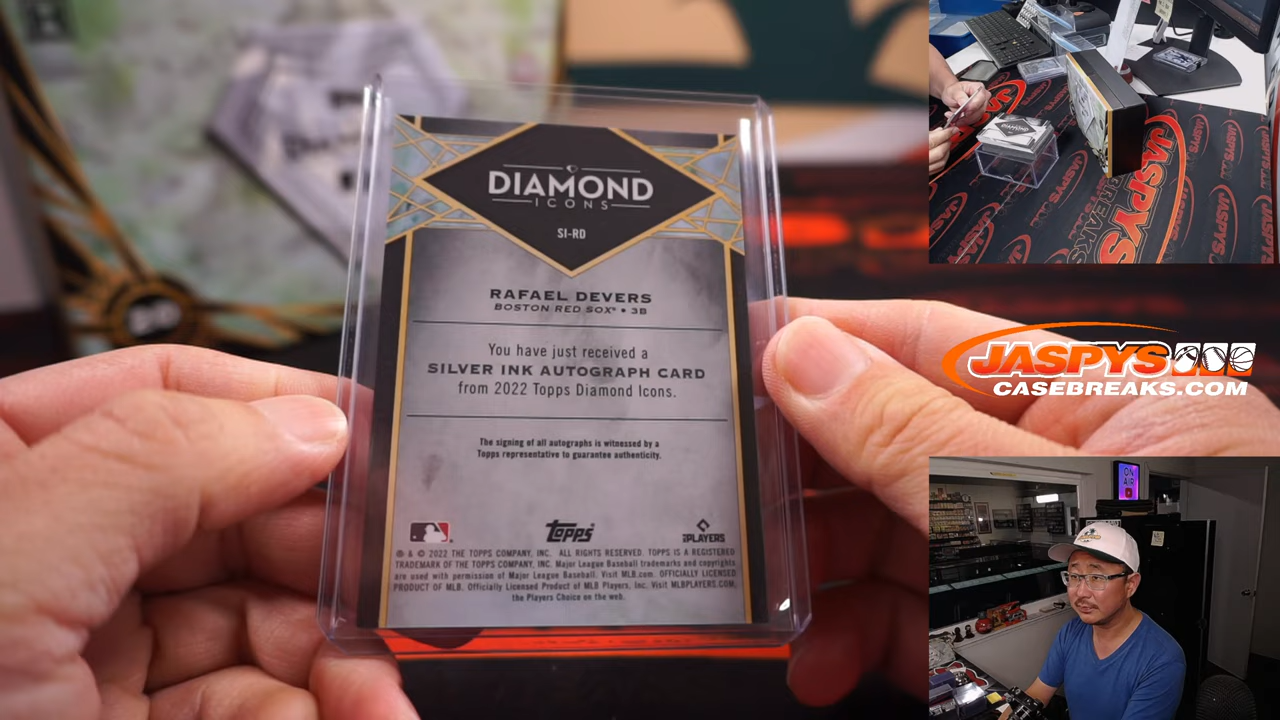 DIAMOND
ICONS
SI-RD
RAFAEL DEVERS
BOSTON RED SOX® • 3B
You have just received a
SILVER INK AUTOGRAPH CARD
from 2022 Topps Diamond Icons.
The signing of all autographs is witnessed by a
Topps representative to guarantee authenticity.
Topps
PLAYERS
® & © 2022 THE TOPPS COMPANY, INC. ALL RIGHTS RESERVED. TOPPS IS A REGISTERED
TRADEMARK OF THE TOPPS COMPANY, INC. Major League Baseball trademarks and copyrights
are used with permission of Major League Baseball. Visit MLB.com. OFFICIALLY LICENSED
PRODUCT OF MLB. Officially Licensed Product of MLB Players, Inc. Visit MLBPLAYERS.COM,
the Players Choice on the web.
DIAMOND
JASPYS
BREAKS
JASPYS
JASPYS
CASEBREAKS.COM
ON
AIR